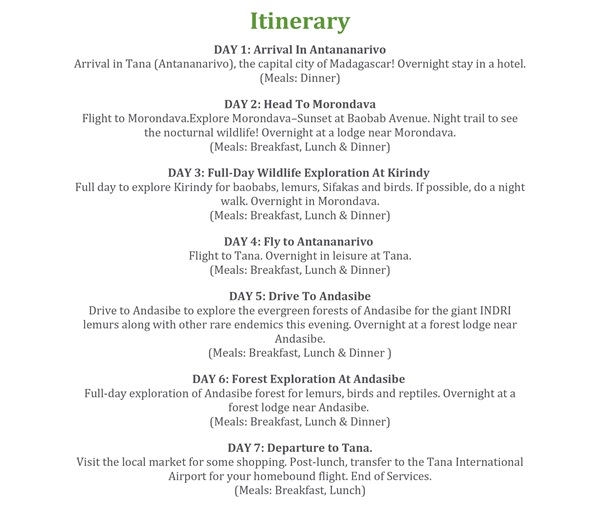 Itinerary
DAY 1: Arrival In Antananarivo
Arrival in Tana (Antananarivo), the capital city of Madagascar! Overnight stay in a hotel.
(Meals: Dinner)
DAY 2: Head To Morondava
Flight to Morondava.Explore Morondava–Sunset at Baobab Avenue. Night trail to see
the nocturnal wildlife! Overnight at a lodge near Morondava.
(Meals: Breakfast, Lunch & Dinner)
DAY 3: Full-Day Wildlife Exploration At Kirindy
Full day to explore Kirindy for baobabs, lemurs, Sifakas and birds. If possible, do a night
walk. Overnight in Morondava.
(Meals: Breakfast, Lunch & Dinner)
DAY 4: Fly to Antananarivo
Flight to Tana. Overnight in leisure at Tana.
(Meals: Breakfast, Lunch & Dinner)
DAY 5: Drive To Andasibe
Drive to Andasibe to explore the evergreen forests of Andasibe for the giant INDRI
lemurs along with other rare endemics this evening. Overnight at a forest lodge near
Andasibe.
(Meals: Breakfast, Lunch & Dinner )
DAY 6: Forest Exploration At Andasibe
Full-day exploration of Andasibe forest for lemurs, birds and reptiles. Overnight at a
forest lodge near Andasibe.
(Meals: Breakfast, Lunch & Dinner)
DAY 7: Departure to Tana.
Visit the local market for some shopping. Post-lunch, transfer to the Tana International
Airport for your homebound flight. End of Services.
(Meals: Breakfast, Lunch)